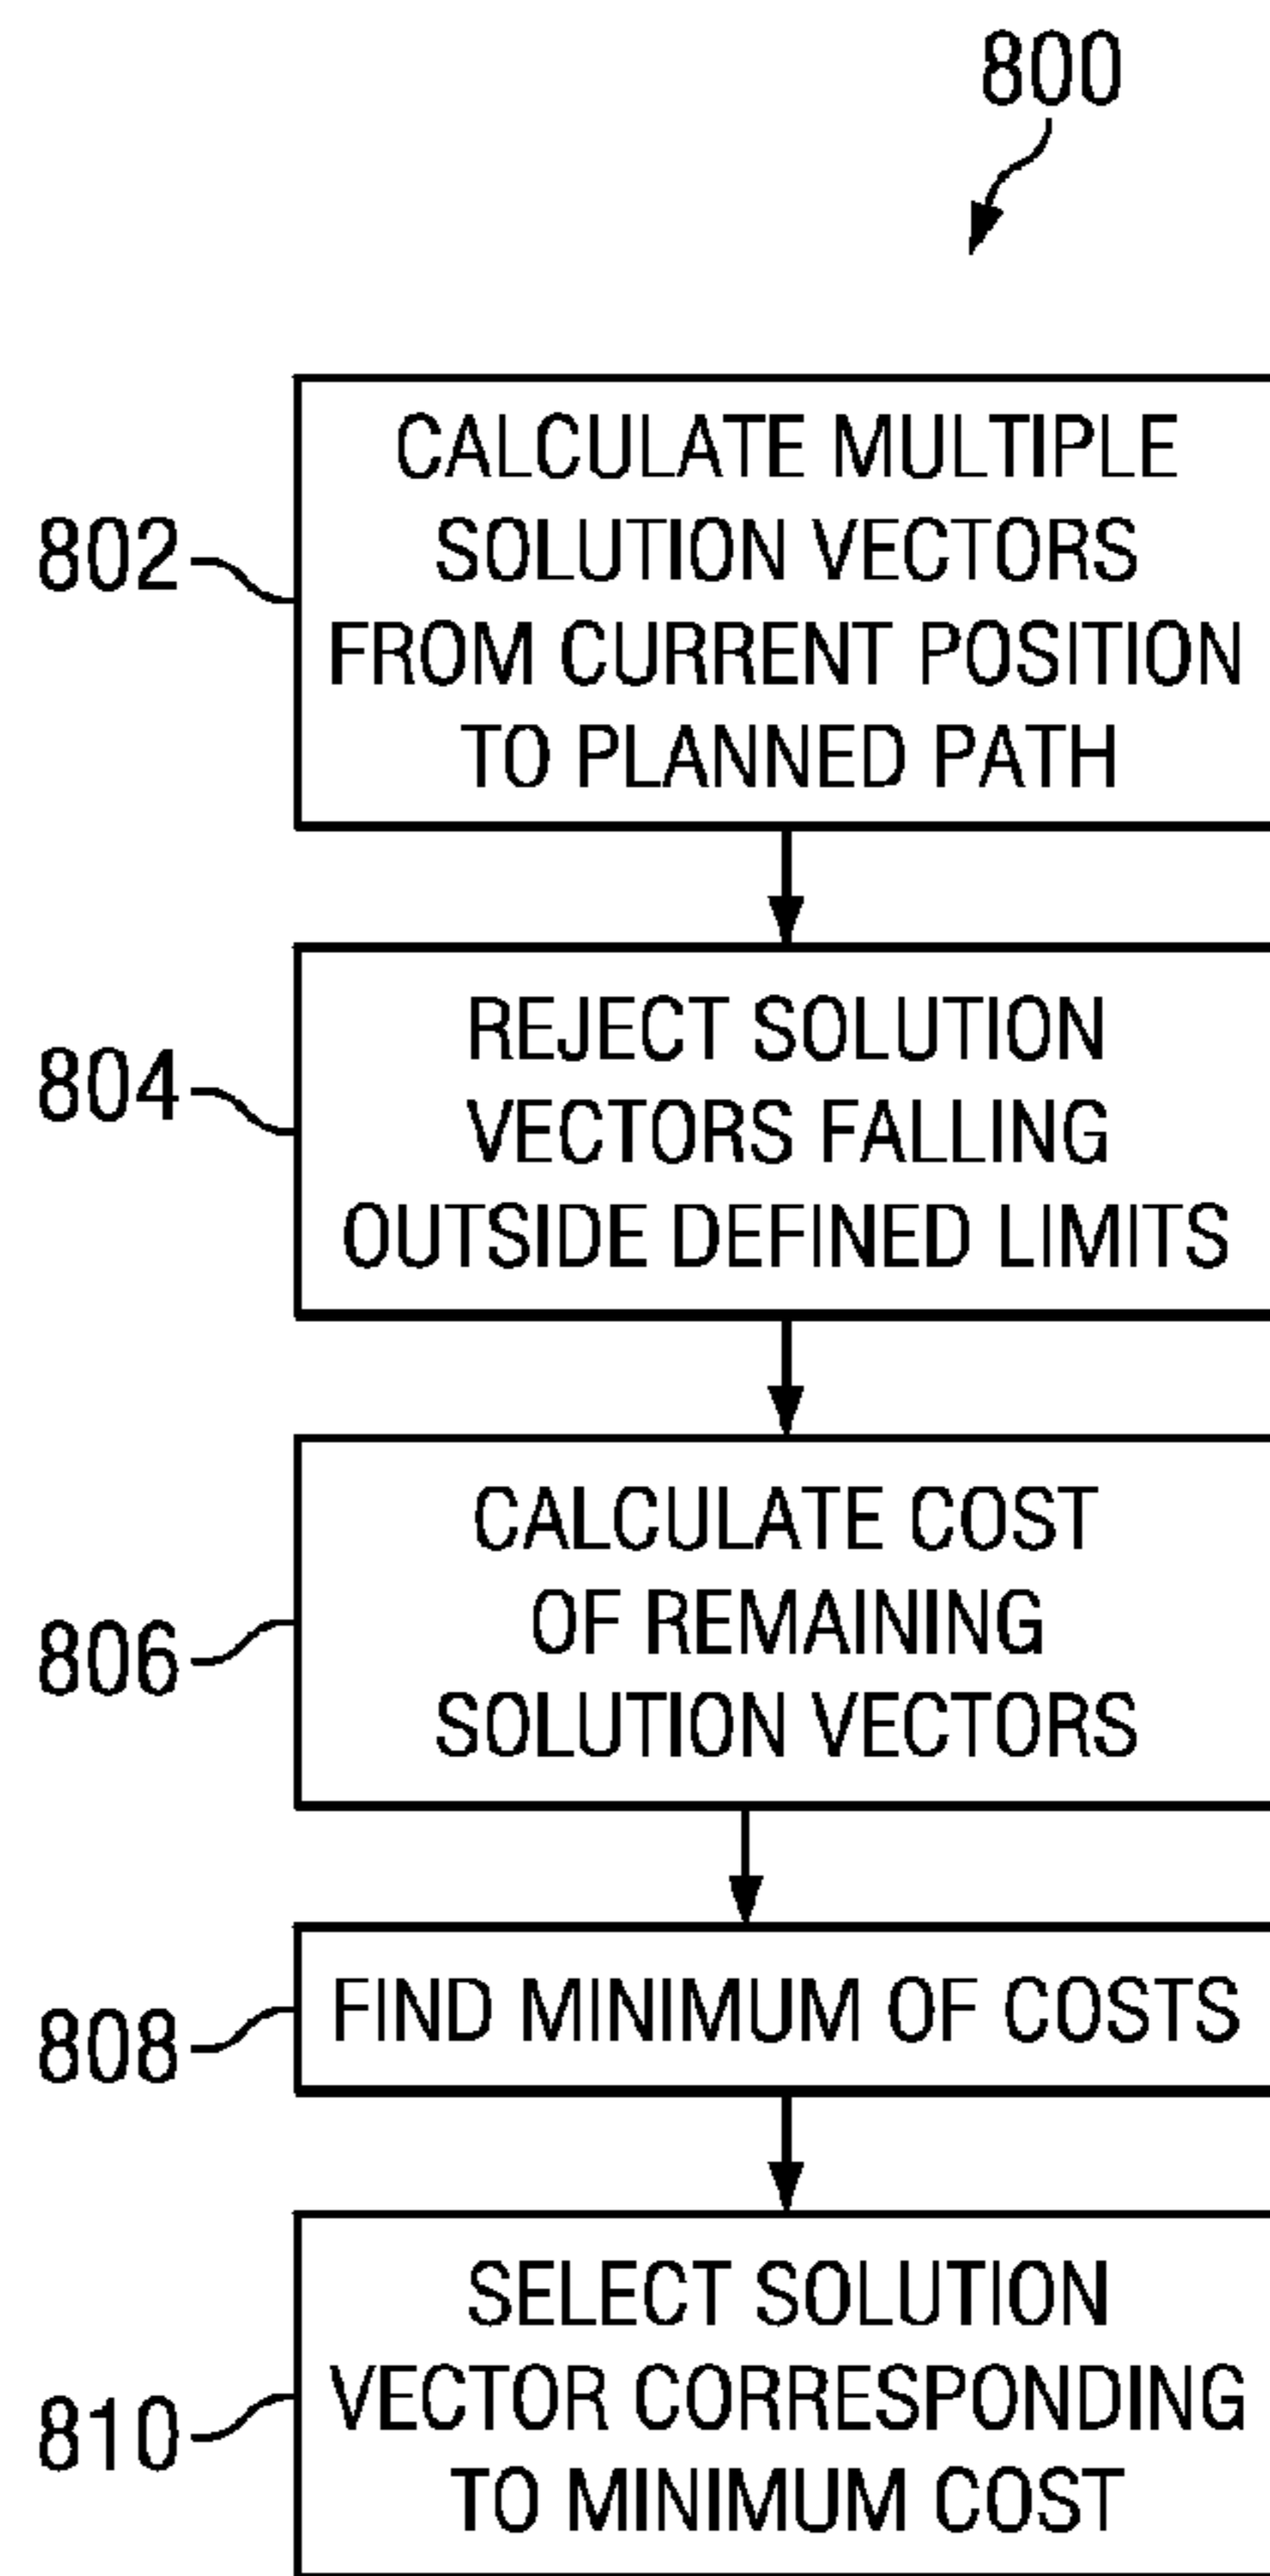 800
802
CALCULATE MULTIPLE
SOLUTION VECTORS
FROM CURRENT POSITION
TO PLANNED PATH
804
REJECT SOLUTION
VECTORS FALLING
OUTSIDE DEFINED LIMITS
806
CALCULATE COST
OF REMAINING
SOLUTION VECTORS
808
FIND MINIMUM OF COSTS
810
SELECT SOLUTION
VECTOR CORRESPONDING
TO MINIMUM COST